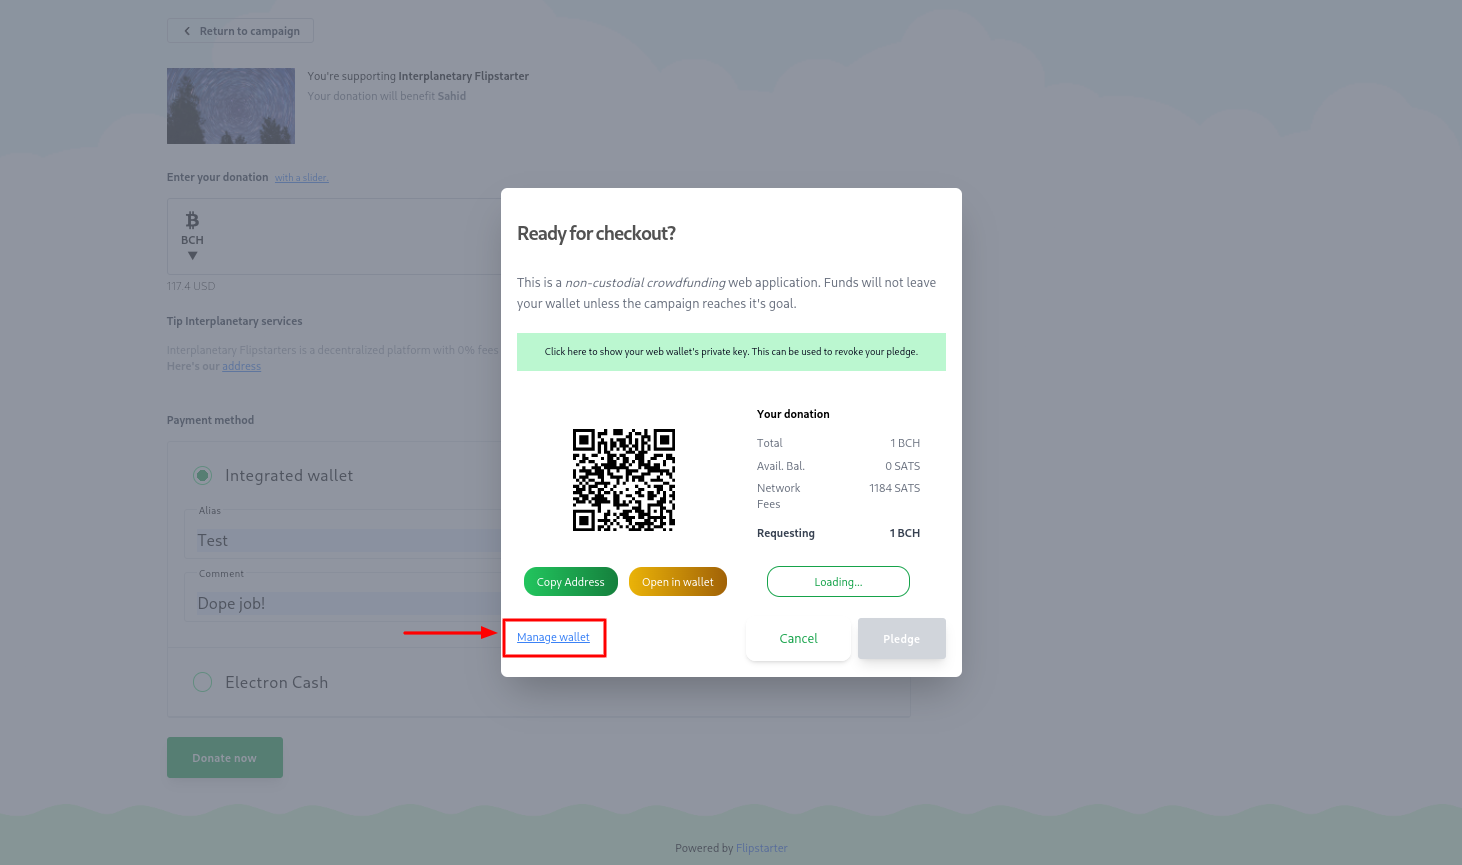 Return to campaign
You're supporting Interplanetary Flipstarter
Your donation will benefit Sahid
Enter your donation with a slider.
BCH
117.4 USD
Tip Interplanetary services
Interplanetary Flipstarters is a decentralized platform with 0% fees
Here's our address
Payment method
Integrated wallet
Alias
Test
Comment
Dope job!
Electron Cash
Donate now
Ready for checkout?
This is a non-custodial crowdfunding web application. Funds will not leave
your wallet unless the campaign reaches it's goal.
Click here to show your web wallet's private key. This can be used to revoke your pledge.
Your donation
Total 1 BCH
Avail. Bal. 0 SATS
Network 1184 SATS
Fees
Requesting 1 BCH
Copy Address
Open in wallet
Loading...
Manage wallet
Cancel
Pledge
Powered by Flipstarter